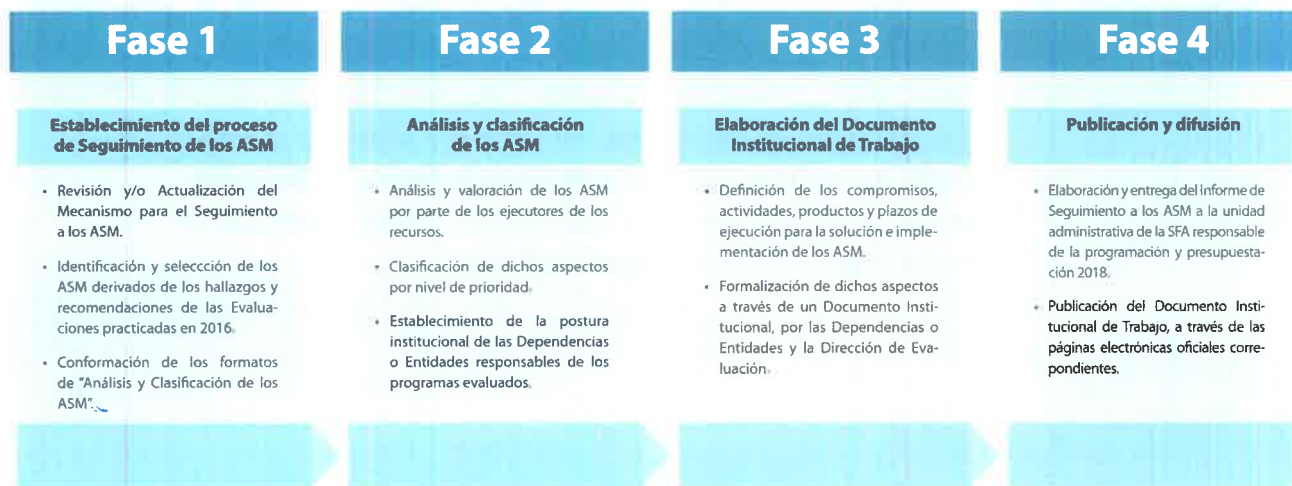 Fase 1
Establecimiento del proceso
de Seguimiento de los ASM
• Revisión y/o Actualización del
Mecanismo para el Seguimiento
a los ASM.
• Identificación y seleccción de los
ASM derivados de los hallazgos y
recomendaciones de las Evalua-
ciones practicadas en 2016.
• Conformación de los formatos
de "Análisis y Clasificación de los
ASM".
Fase 2
Análisis y clasificación
de los ASM
• Análisis y valoración de los ASM
por parte de los ejecutores de los
recursos.
• Clasificación de dichos aspectos
por nivel de prioridad.
• Establecimiento de la postura
institucional de las Dependencias
o Entidades responsables de los
programas evaluados.
Fase 3
Elaboración del Documento
Institucional de Trabajo
• Definición de los compromisos,
actividades, productos y plazos de
ejecución para la solución e imple-
mentación de los ASM.
• Formalización de dichos aspectos
a través de un Documento Insti-
tucional, por las Dependencias o
Entidades y la Dirección de Eva-
luación.
Fase 4
Publicación y difusión
• Elaboración y entrega del Informe de
Seguimiento a los ASM a la unidad
administrativa de la SFA responsable
de la programación y presupuesta-
ción 2018.
• Publicación del Documento Insti-
tucional de Trabajo, a través de las
páginas electrónicas oficiales corre-
pondientes.